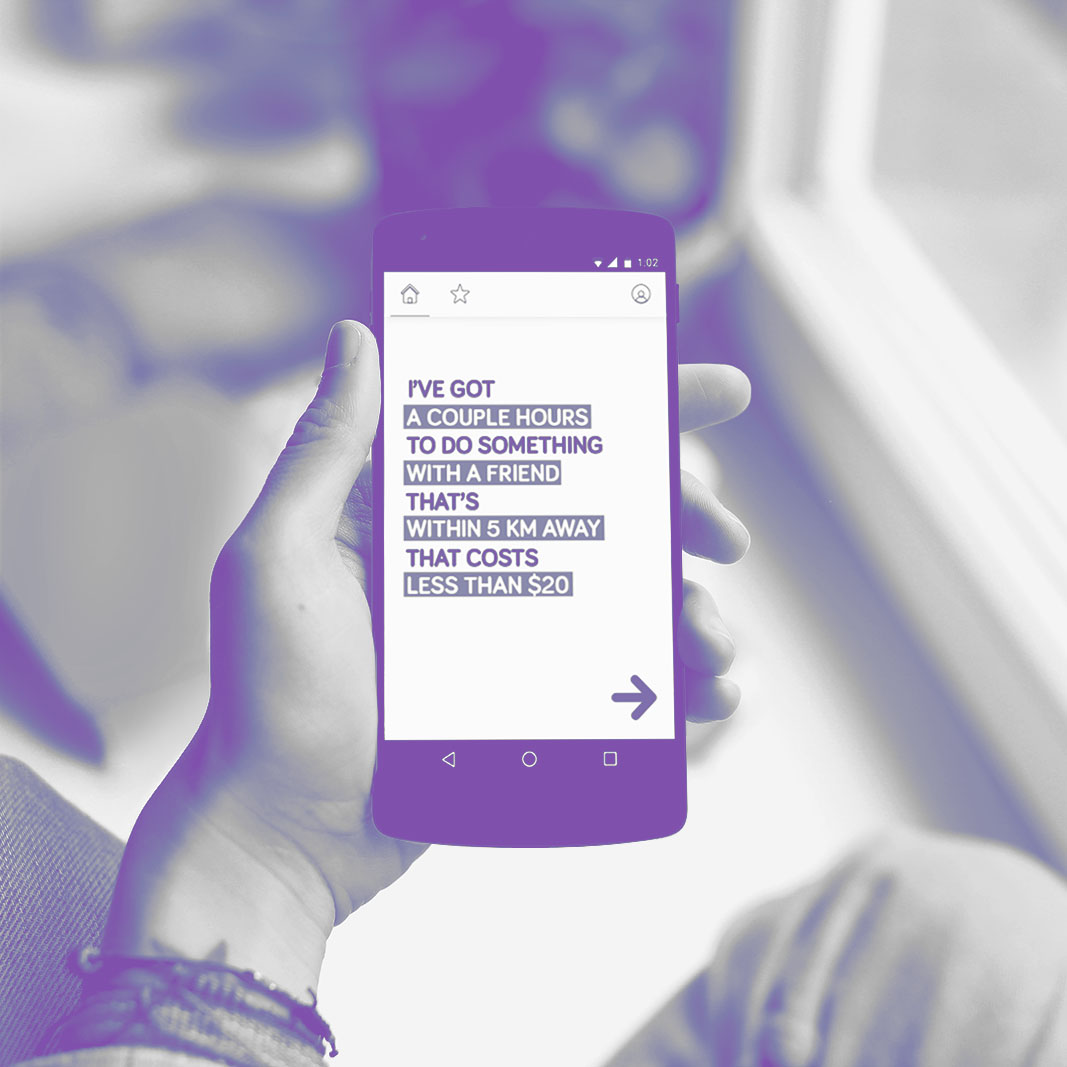 1:02
I'VE GOT
A COUPLE HOURS
TO DO SOMETHING
WITH A FRIEND
THAT'S
WITHIN 5 KM AWAY
THAT COSTS
LESS THAN $20